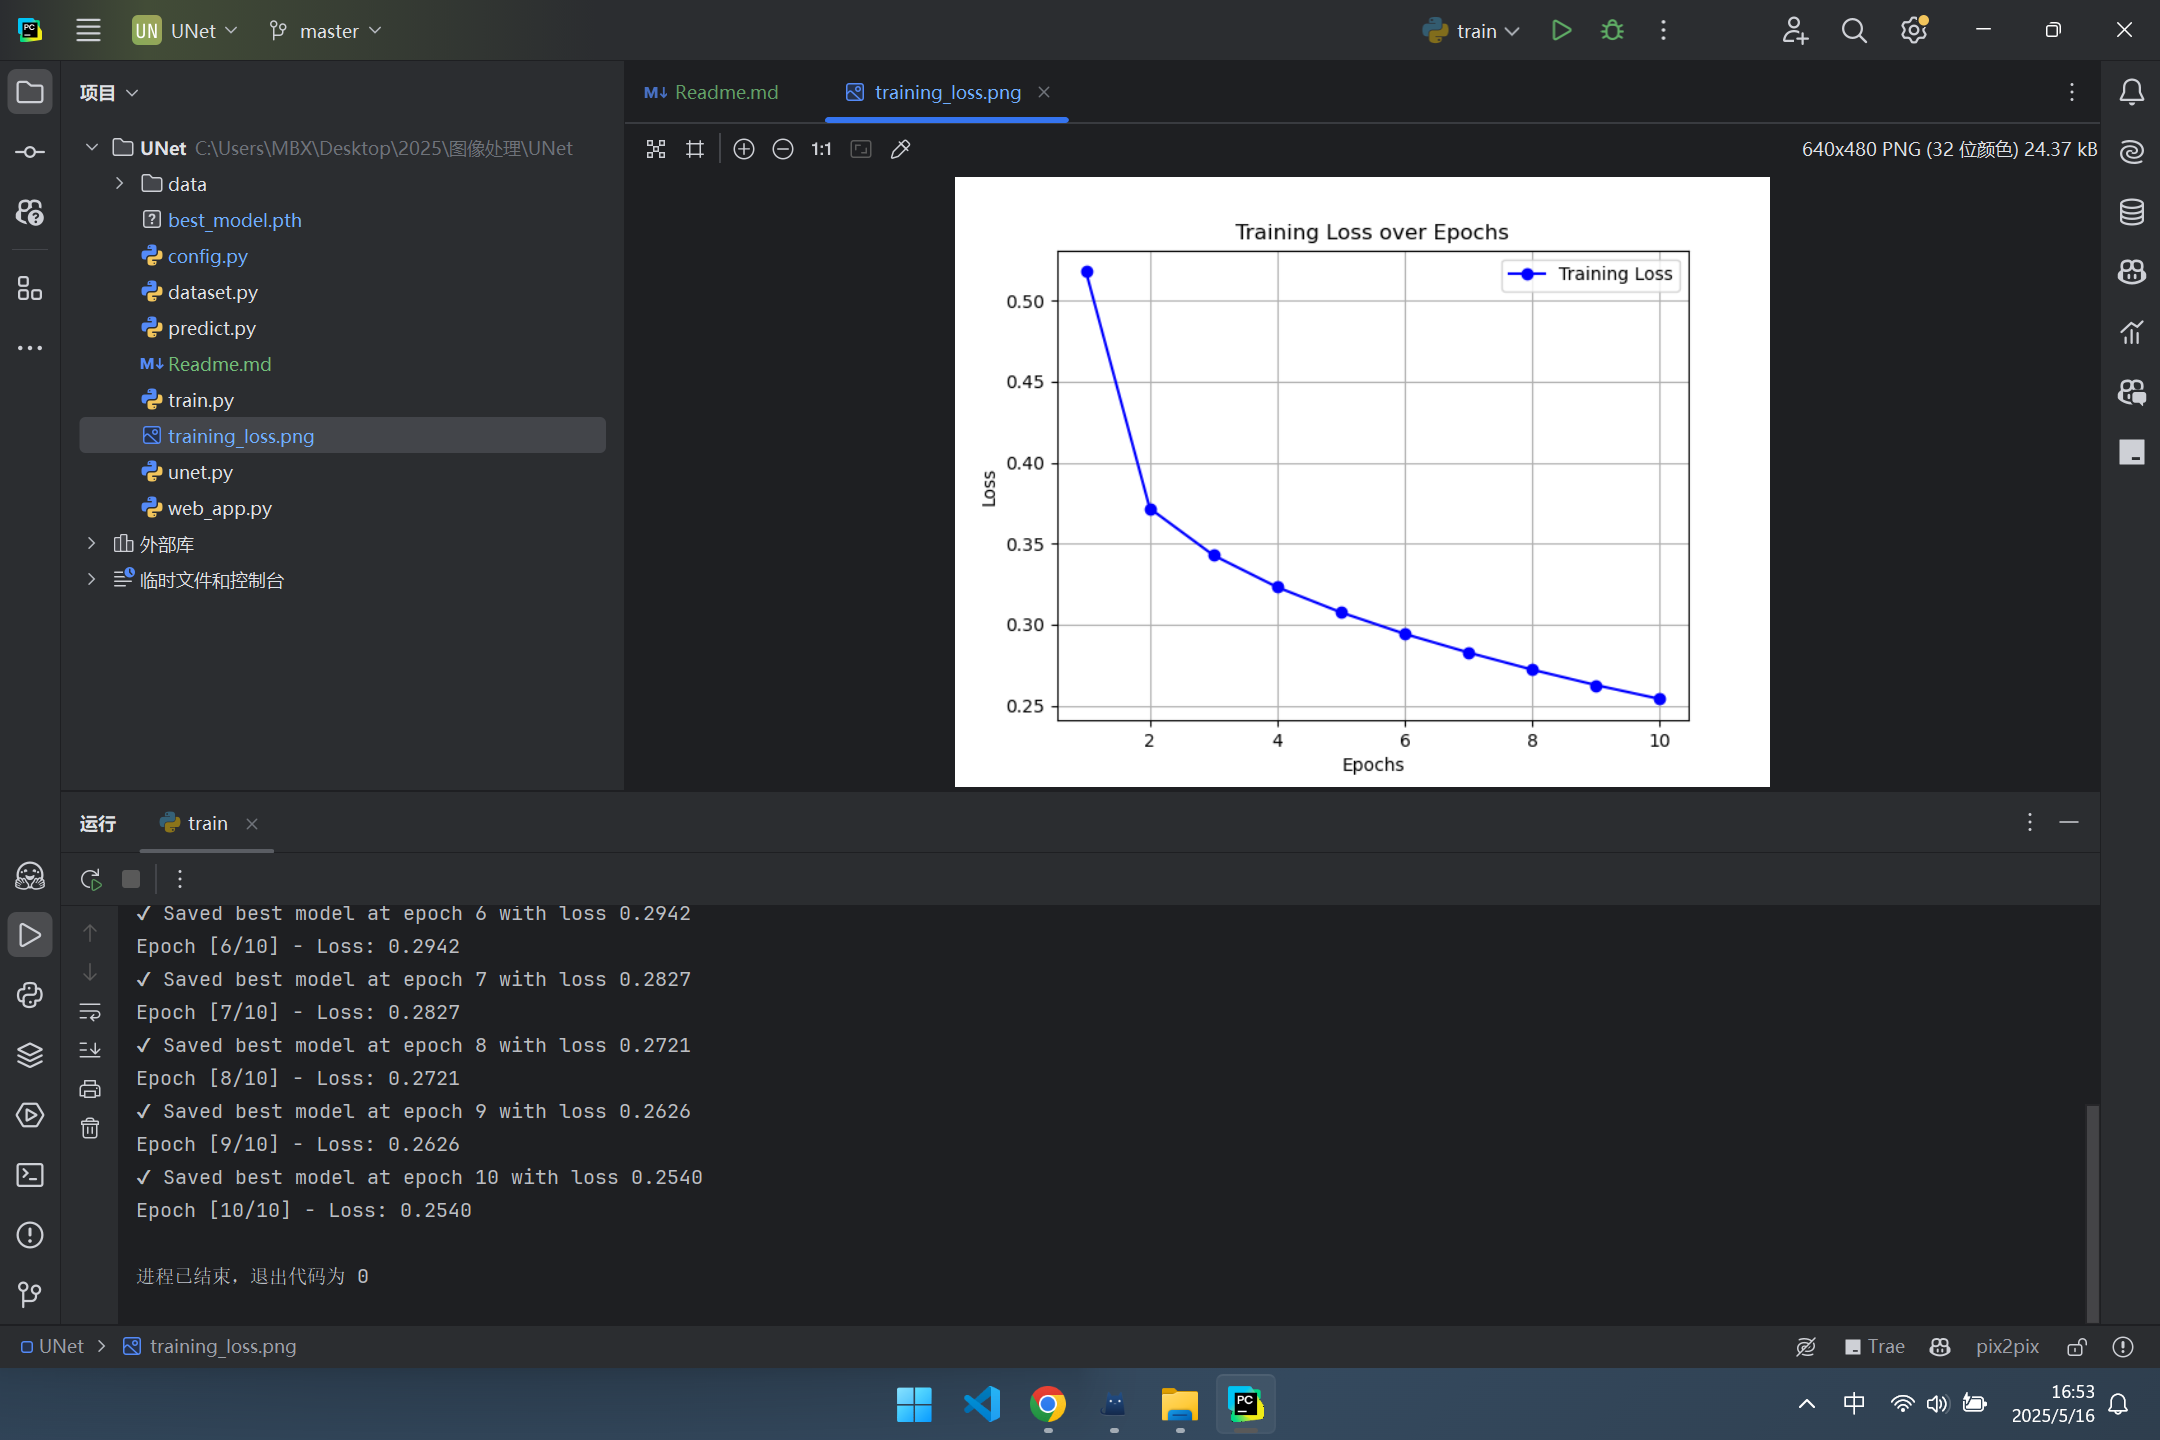 UN UNet master
train
项目
Readme.md
training_loss.png
UNet C:\Users\MBX\Desktop\2025\图像处理\UNet
data
best_model.pth
config.py
dataset.py
predict.py
Readme.md
train.py
training_loss.png
unet.py
web_app.py
外部库
临时文件和控制台
1:1
640x480 PNG (32 位颜色) 24.37 kB
Training Loss over Epochs
Training Loss
0.50
0.45
0.40
0.35
0.30
0.25
Loss
2 4 6 8 10
Epochs
运行 train
✓ Saved best model at epoch 6 with loss 0.2942
Epoch [6/10] - Loss: 0.2942
✓ Saved best model at epoch 7 with loss 0.2827
Epoch [7/10] - Loss: 0.2827
✓ Saved best model at epoch 8 with loss 0.2721
Epoch [8/10] - Loss: 0.2721
✓ Saved best model at epoch 9 with loss 0.2626
Epoch [9/10] - Loss: 0.2626
✓ Saved best model at epoch 10 with loss 0.2540
Epoch [10/10] - Loss: 0.2540
进程已结束，退出代码为 0
UNet training_loss.png
Trae pix2pix
中
16:53
2025/5/16